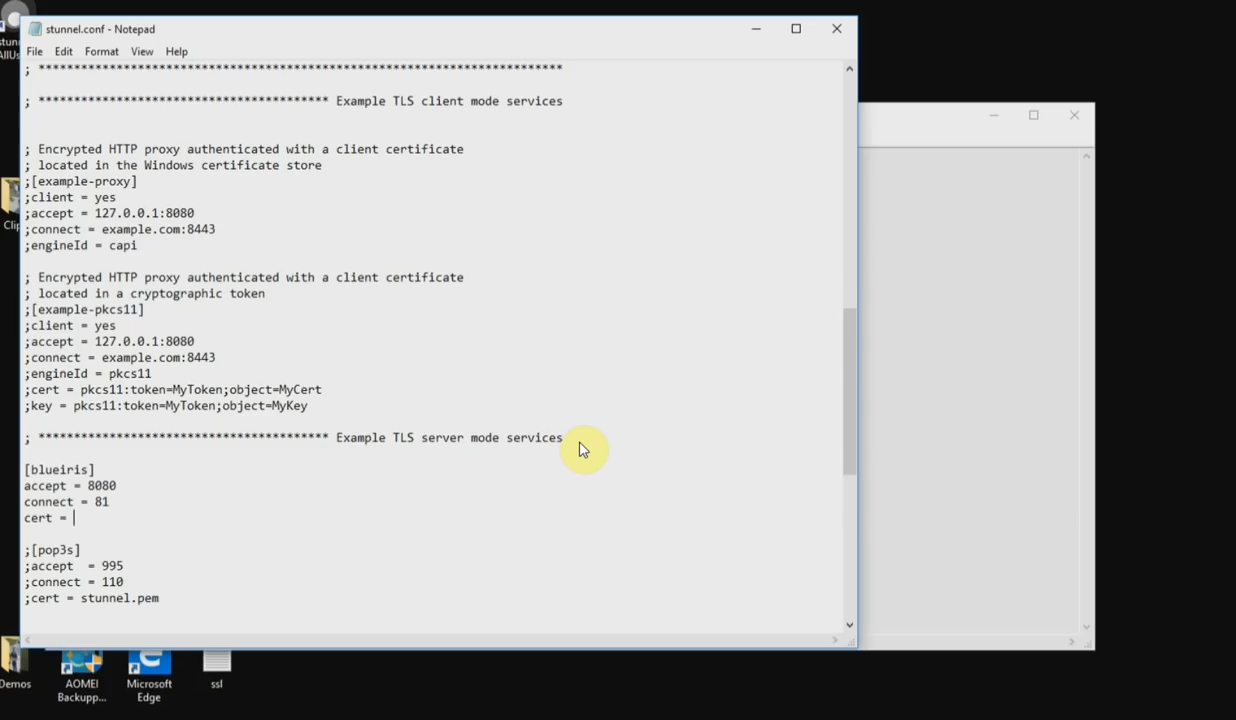 stunnel.conf - Notepad
File Edit Format View Help
; **************************************************************************
; ***************************************** Example TLS client mode services
; Encrypted HTTP proxy authenticated with a client certificate
; located in the Windows certificate store
;[example-proxy]
;client = yes
;accept = 127.0.0.1:8080
;connect = example.com:8443
;engineId = capi
; Encrypted HTTP proxy authenticated with a client certificate
; located in a cryptographic token
;[example-pkcs11]
;client = yes
;accept = 127.0.0.1:8080
;connect = example.com:8443
;engineId = pkcs11
;cert = pkcs11:token=MyToken;object=MyCert
;key = pkcs11:token=MyToken;object=MyKey
; ***************************************** Example TLS server mode services
[blueiris]
accept = 8080
connect = 81
cert =
;[pop3s]
;accept  = 995
;connect = 110
;cert = stunnel.pem
stun
AllUs
Clip
Demos
AOMEI
Backupp...
Microsoft
Edge
ssl